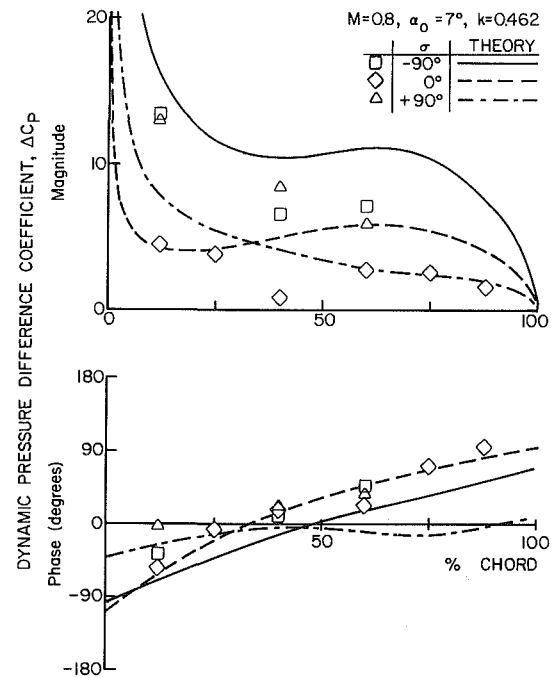 M=0.8, α₀=7°, k=0.462
σ THEORY
-90°
0°
+90°
DYNAMIC PRESSURE DIFFERENCE COEFFICIENT, ΔCp
Magnitude
20
10
0
0 50 100
Phase (degrees)
180
90
0
-90
-180
50 100
% CHORD